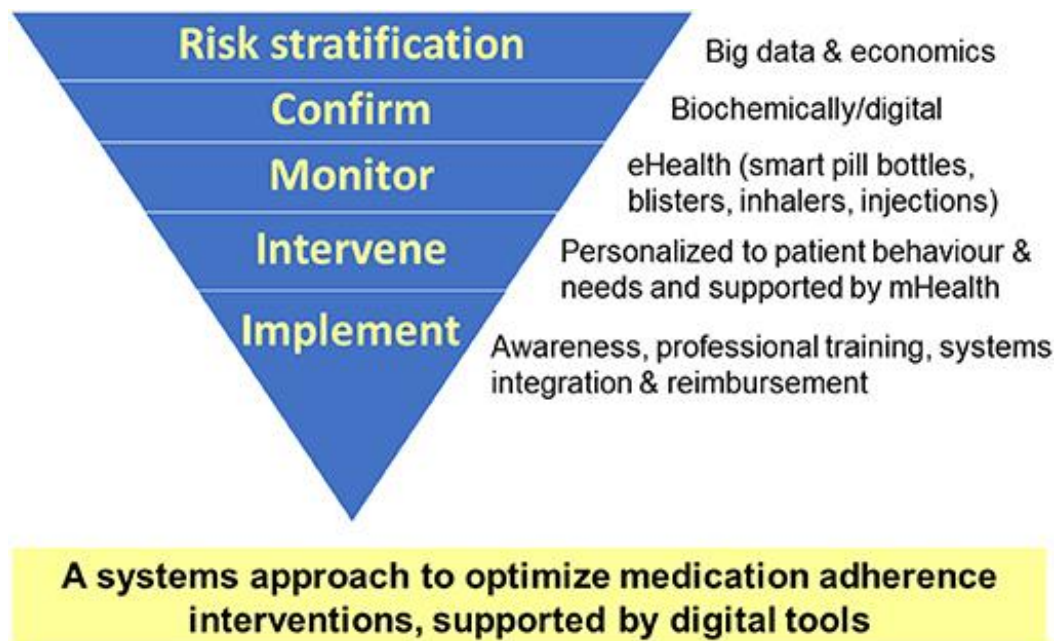 Risk stratification
Big data & economics
Confirm
Biochemically/digital
Monitor
eHealth (smart pill bottles,
blisters, inhalers, injections)
Intervene
Personalized to patient behaviour &
needs and supported by mHealth
Implement
Awareness, professional training, systems
integration & reimbursement
A systems approach to optimize medication adherence
interventions, supported by digital tools